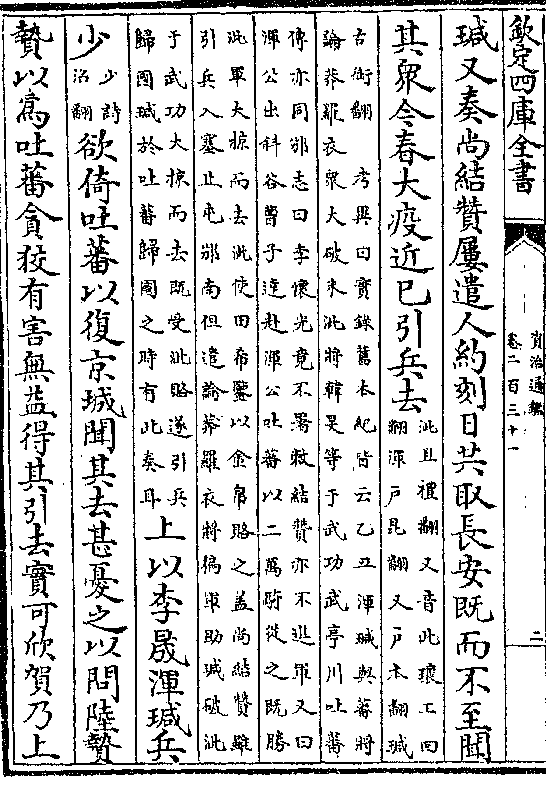 欽定四庫全書
資治通鑑
卷二百三十一
二
瑊又奏尚結贊屢遣人約刻日共取長安既而不至聞
其衆今春大疫近已引兵去
泚且禮翻又音此瑊工回
翻渾戸昆翻又戸本翻瑊
古銜翻　考異曰實録舊本紀皆云乙丑渾瑊與蕃將
論莽羅衣衆大破朱泚將韓旻等于武功武亭川吐蕃
傳亦同邠志曰李懷光竟不署敕結贊亦不進軍又曰
渾公出斜谷曹子達赴渾公吐蕃以二萬騎從之既勝
泚軍大掠而去泚使田希鑒以金帛賂之蓋尚結贊雖
引兵入塞止屯邠南但遣論莽羅衣將偏軍助瑊破泚
于武功大掠而去既受泚賂遂引兵
歸國瑊於吐蕃歸國之時有此奏耳
上以李晟渾瑊兵
少
少詩
沼翻
欲倚吐蕃以復京城聞其去甚憂之以問陸贄
贄以為吐蕃貪狡有害無益得其引去實可欣賀乃上